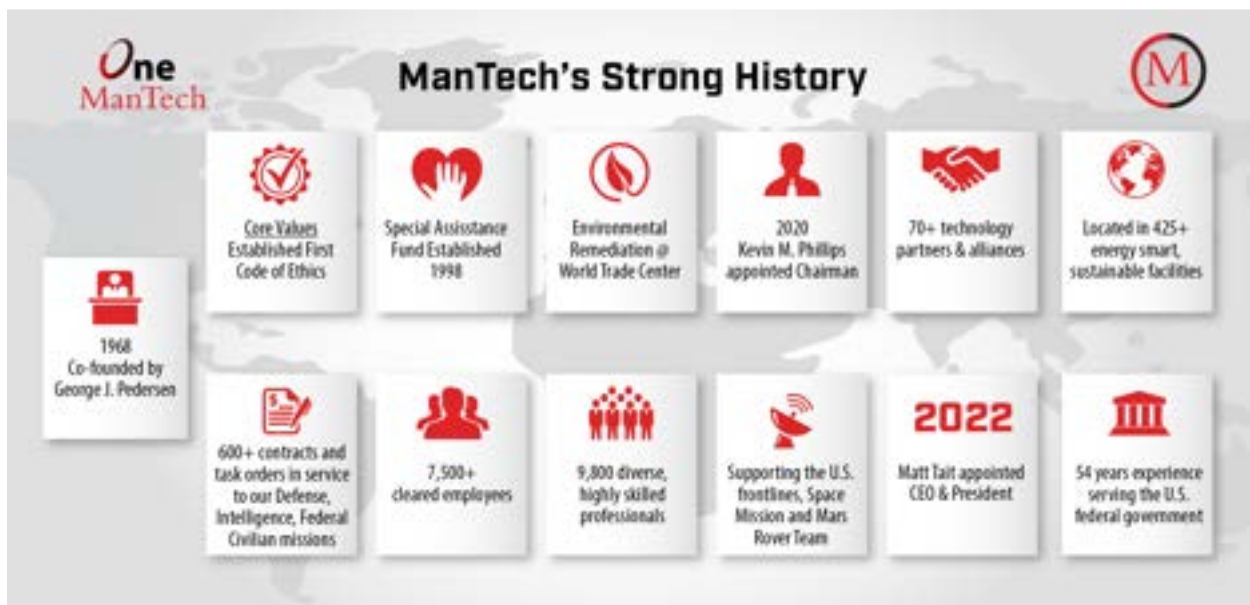 One
ManTech
ManTech's Strong History
M
1968
Co-founded by
George J. Pedersen
Core Values
Established First
Code of Ethics
Special Assisstance
Fund Established
1998
Environmental
Remediation @
World Trade Center
2020
Kevin M. Phillips
appointed Chairman
70+ technology
partners & alliances
Located in 425+
energy smart,
sustainable facilities
$
600+ contracts and
task orders in service
to our Defense,
Intelligence, Federal
Civilian missions
7,500+
cleared employees
9,800 diverse,
highly skilled
professionals
Supporting the U.S.
frontlines, Space
Mission and Mars
Rover Team
2022
Matt Tait appointed
CEO & President
54 years experience
serving the U.S.
federal government